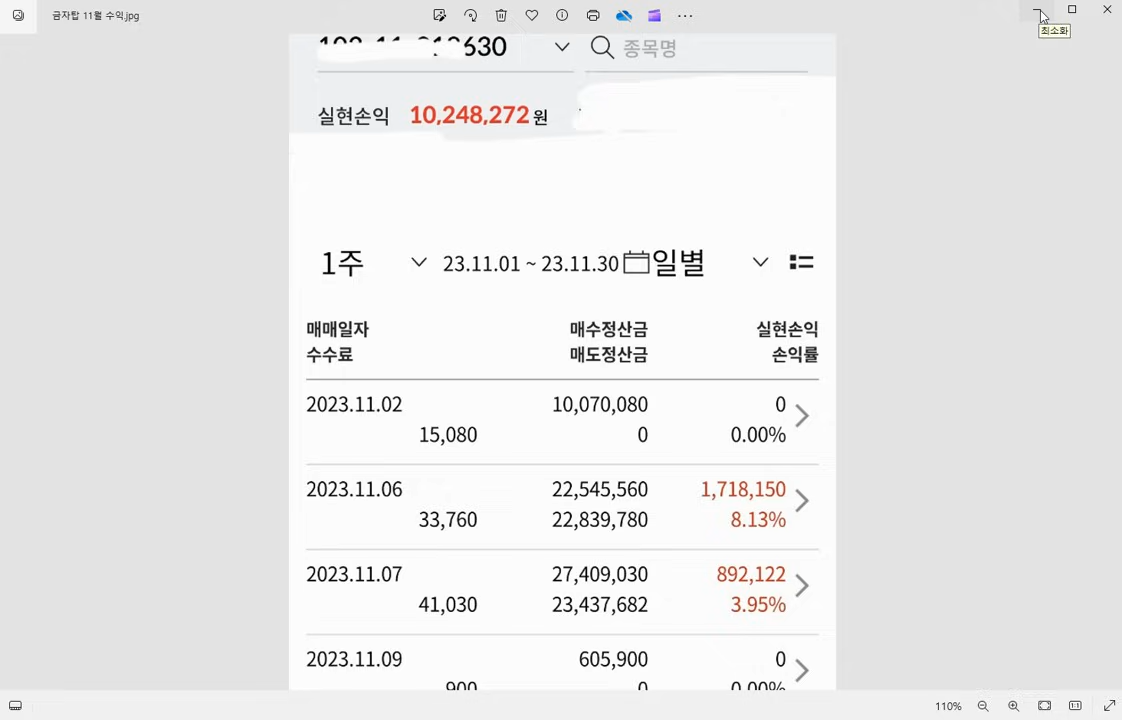 금자탑 11월 수익.jpg
최소화
630
종목명
실현손익 10,248,272 원
1주 23.11.01 ~ 23.11.30 일별
매매일자 매수정산금 실현손익
수수료 매도정산금 손익률
2023.11.02 10,070,080 0
15,080 0 0.00%
2023.11.06 22,545,560 1,718,150
33,760 22,839,780 8.13%
2023.11.07 27,409,030 892,122
41,030 23,437,682 3.95%
2023.11.09 605,900 0
900 0 0.00%
110%